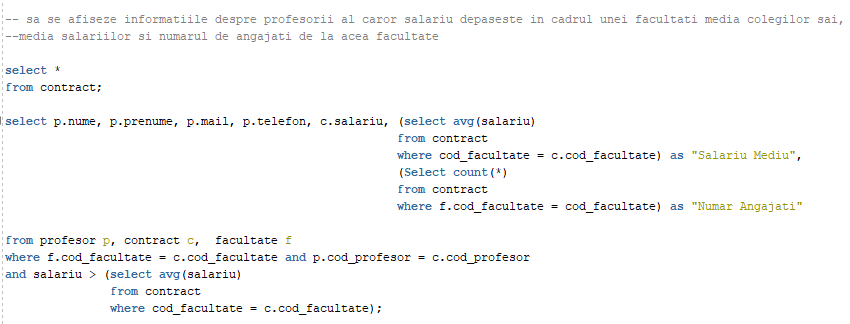 -- sa se afiseze informatiile despre profesorii al caror salariu depaseste in cadrul unei facultati media colegilor sai,
--media salariilor si numarul de angajati de la acea facultate
select *
from contract;
select p.nume, p.prenume, p.mail, p.telefon, c.salariu, (select avg(salariu)
from contract
where cod_facultate = c.cod_facultate) as "Salariu Mediu",
(Select count(*)
from contract
where f.cod_facultate = cod_facultate) as "Numar Angajati"
from profesor p, contract c,  facultate f
where f.cod_facultate = c.cod_facultate and p.cod_profesor = c.cod_profesor
and salariu > (select avg(salariu)
from contract
where cod_facultate = c.cod_facultate);